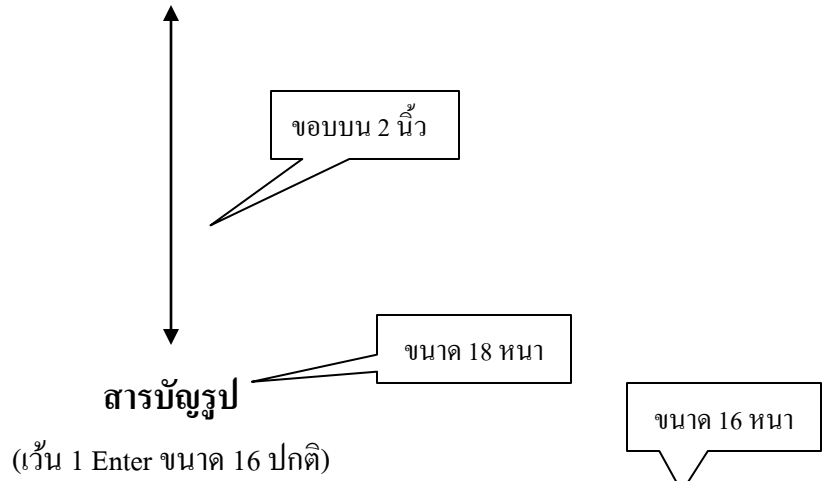 ขอบบน 2 นิ้ว
ขนาด 18 หนา
สารบัญรูป
ขนาด 16 หนา
(เว้น 1 Enter ขนาด 16 ปกติ)